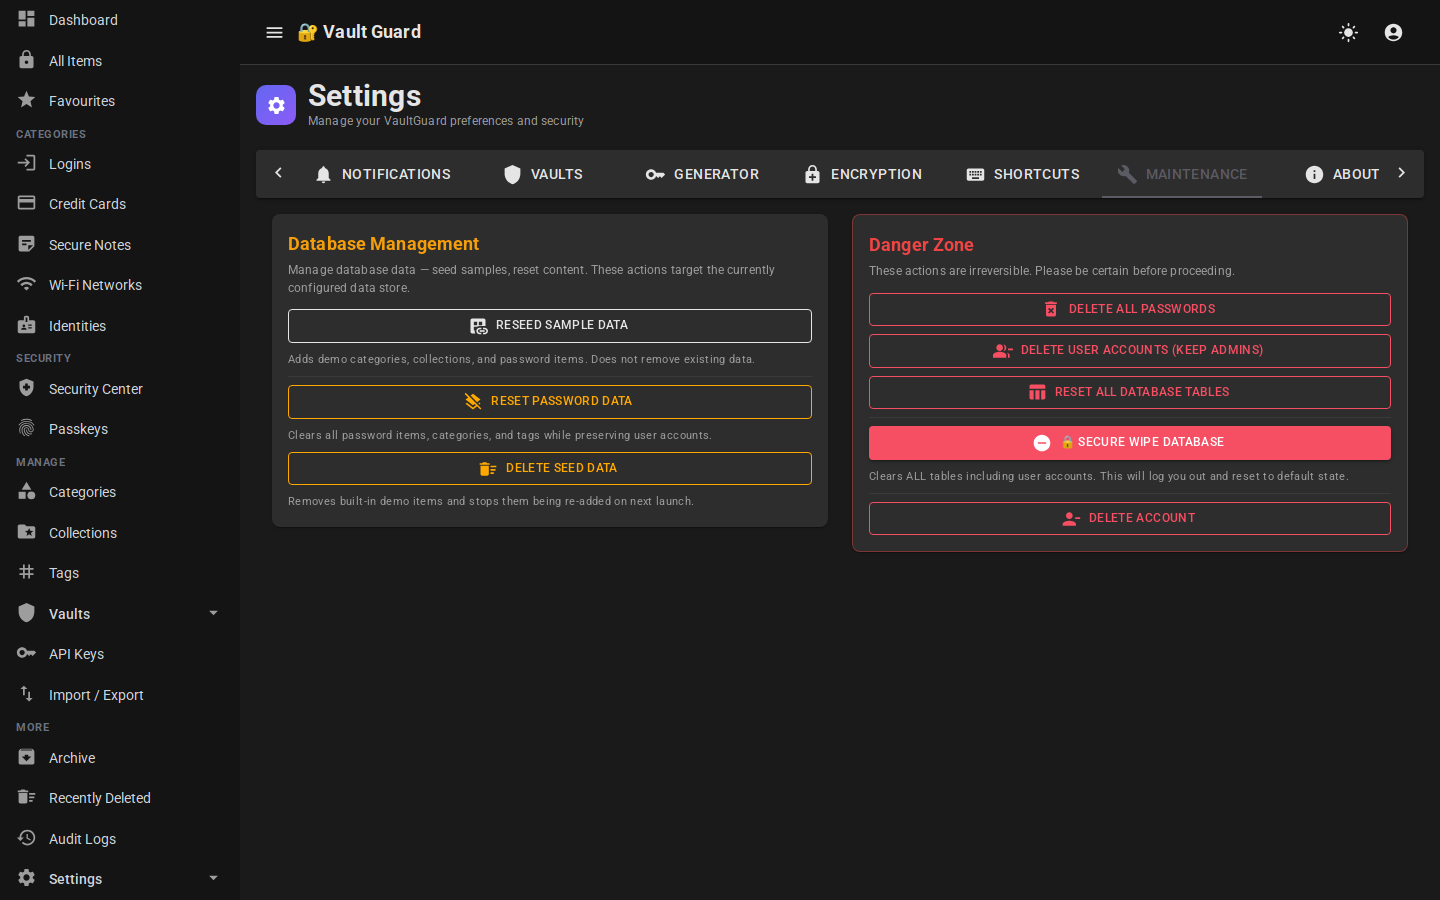 Dashboard
All Items
Favourites
CATEGORIES
Logins
Credit Cards
Secure Notes
Wi-Fi Networks
Identities
SECURITY
Security Center
Passkeys
MANAGE
Categories
Collections
Tags
Vaults
API Keys
Import / Export
MORE
Archive
Recently Deleted
Audit Logs
Settings
🔐 Vault Guard
Settings
Manage your VaultGuard preferences and security
NOTIFICATIONS
VAULTS
GENERATOR
ENCRYPTION
SHORTCUTS
MAINTENANCE
ABOUT
Database Management
Manage database data — seed samples, reset content. These actions target the currently
configured data store.
RESEED SAMPLE DATA
Adds demo categories, collections, and password items. Does not remove existing data.
RESET PASSWORD DATA
Clears all password items, categories, and tags while preserving user accounts.
DELETE SEED DATA
Removes built-in demo items and stops them being re-added on next launch.
Danger Zone
These actions are irreversible. Please be certain before proceeding.
DELETE ALL PASSWORDS
DELETE USER ACCOUNTS (KEEP ADMINS)
RESET ALL DATABASE TABLES
🔒 SECURE WIPE DATABASE
Clears ALL tables including user accounts. This will log you out and reset to default state.
DELETE ACCOUNT